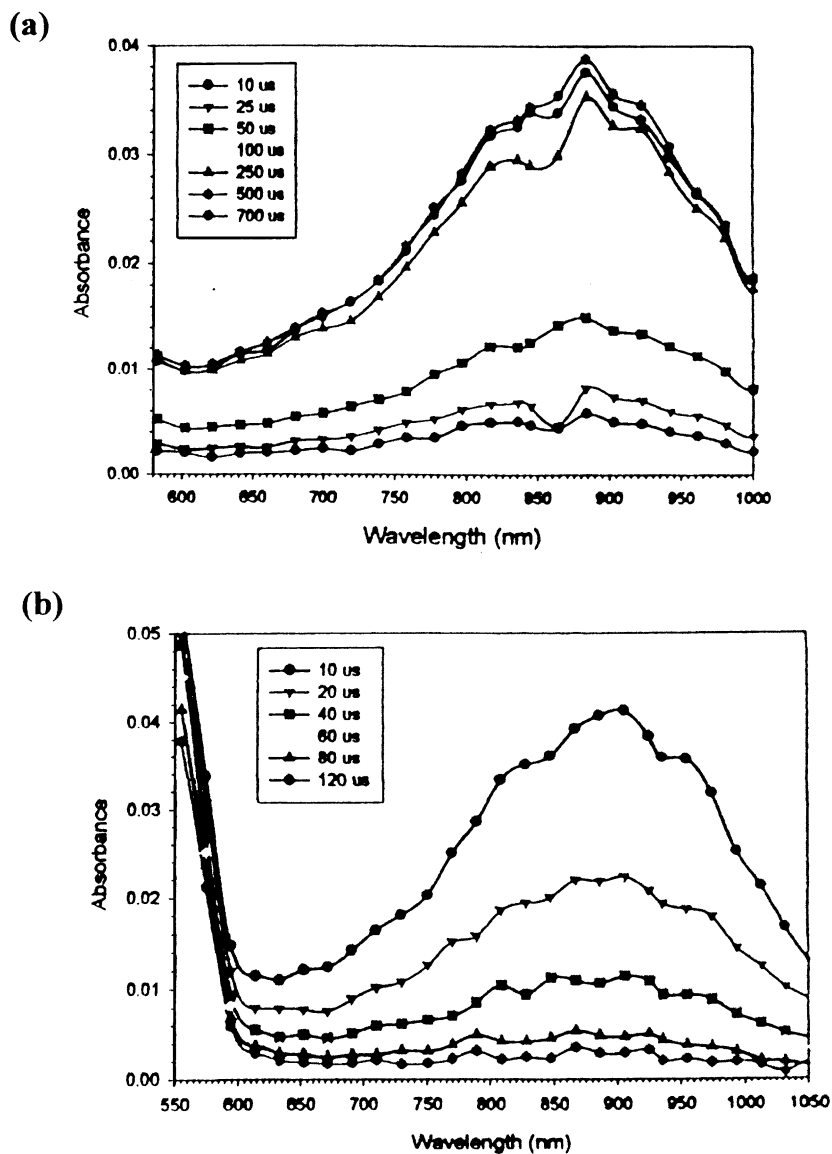 (a)
0.04
0.03
0.02
0.01
0.00
Absorbance
10 us
25 us
50 us
100 us
250 us
500 us
700 us
600 650 700 750 800 850 900 950 1000
Wavelength (nm)
(b)
0.05
0.04
0.03
0.02
0.01
0.00
Absorbance
10 us
20 us
40 us
60 us
80 us
120 us
550 600 650 700 750 800 850 900 950 1000 1050
Wavelength (nm)